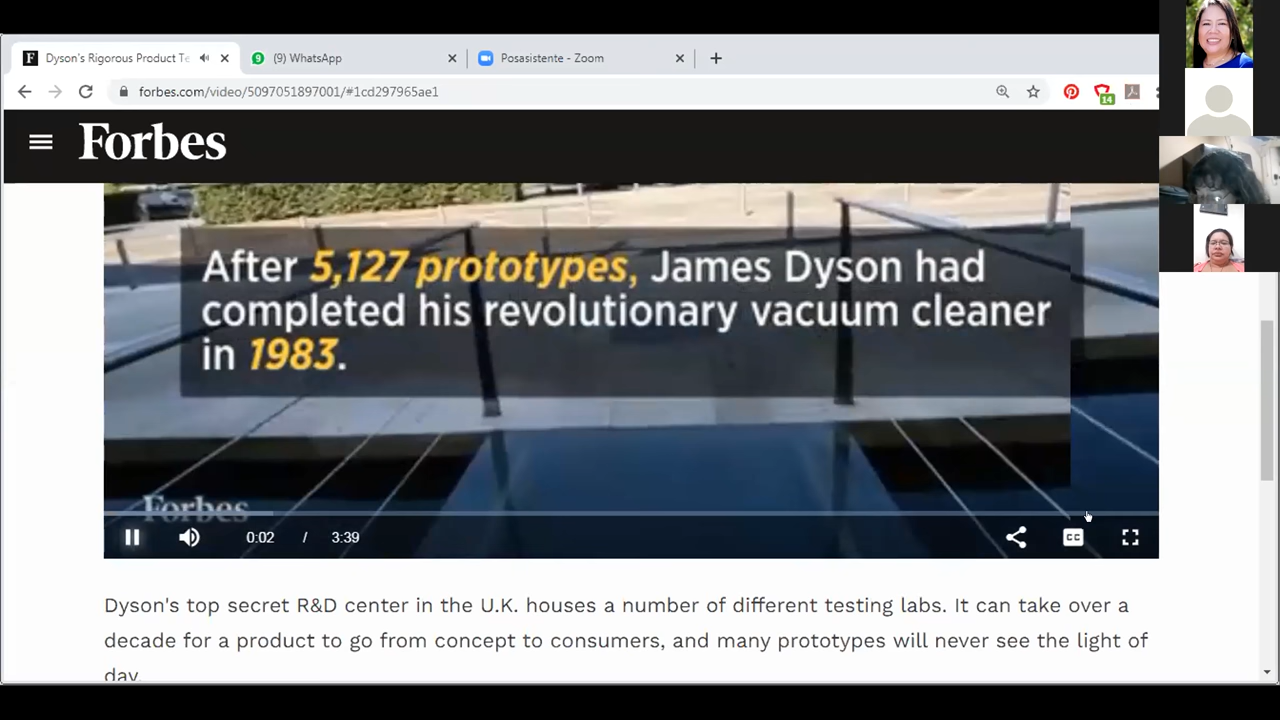 Dyson's Rigorous Product Te
(9) WhatsApp
Posasistente - Zoom
forbes.com/video/5097051897001/#1cd297965ae1
14
Forbes
After 5,127 prototypes, James Dyson had
completed his revolutionary vacuum cleaner
in 1983.
Forbes
0:02 / 3:39
CC
Dyson's top secret R&D center in the U.K. houses a number of different testing labs. It can take over a
decade for a product to go from concept to consumers, and many prototypes will never see the light of
day.